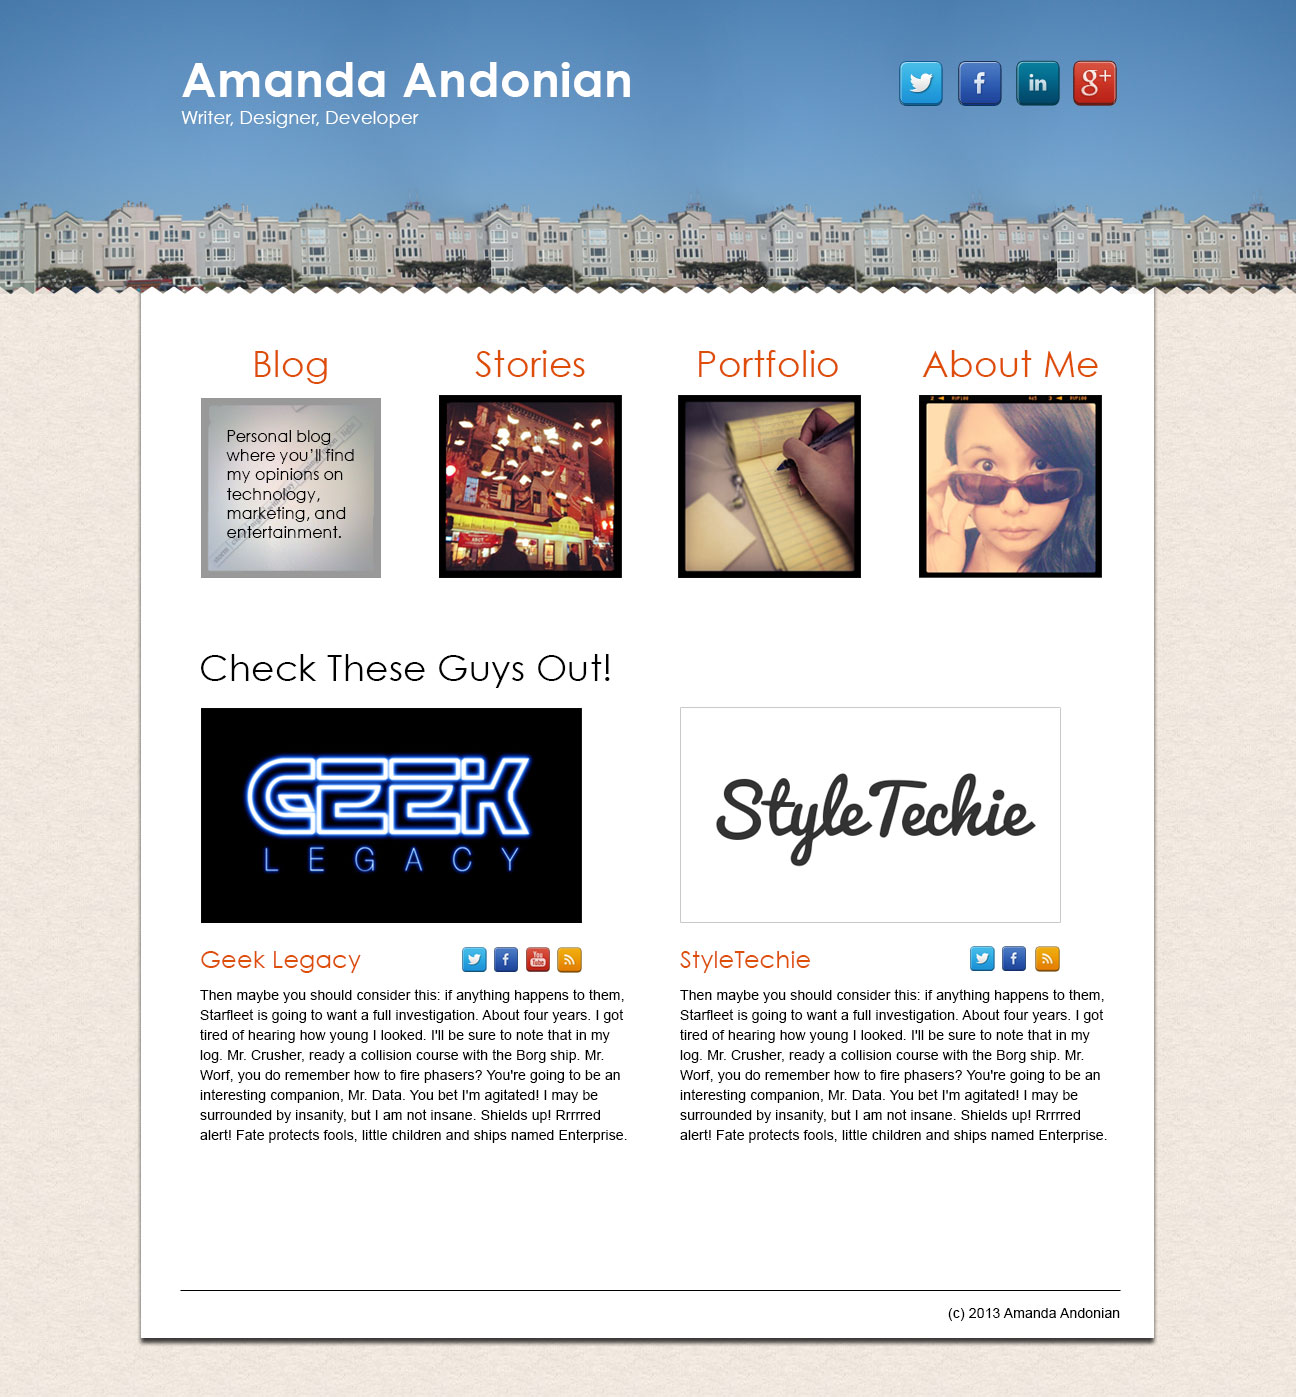 Amanda Andonian
Writer, Designer, Developer
Blog
Stories
Portfolio
About Me
Personal blog
where you'll find
my opinions on
technology,
marketing, and
entertainment.
Check These Guys Out!
GEEK
LEGACY
StyleTechie
Geek Legacy
You Tube
Then maybe you should consider this: if anything happens to them,
Starfleet is going to want a full investigation. About four years. I got
tired of hearing how young I looked. I'll be sure to note that in my
log. Mr. Crusher, ready a collision course with the Borg ship. Mr.
Worf, you do remember how to fire phasers? You're going to be an
interesting companion, Mr. Data. You bet I'm agitated! I may be
surrounded by insanity, but I am not insane. Shields up! Rrrrred
alert! Fate protects fools, little children and ships named Enterprise.
StyleTechie
Then maybe you should consider this: if anything happens to them,
Starfleet is going to want a full investigation. About four years. I got
tired of hearing how young I looked. I'll be sure to note that in my
log. Mr. Crusher, ready a collision course with the Borg ship. Mr.
Worf, you do remember how to fire phasers? You're going to be an
interesting companion, Mr. Data. You bet I'm agitated! I may be
surrounded by insanity, but I am not insane. Shields up! Rrrrred
alert! Fate protects fools, little children and ships named Enterprise.
(c) 2013 Amanda Andonian